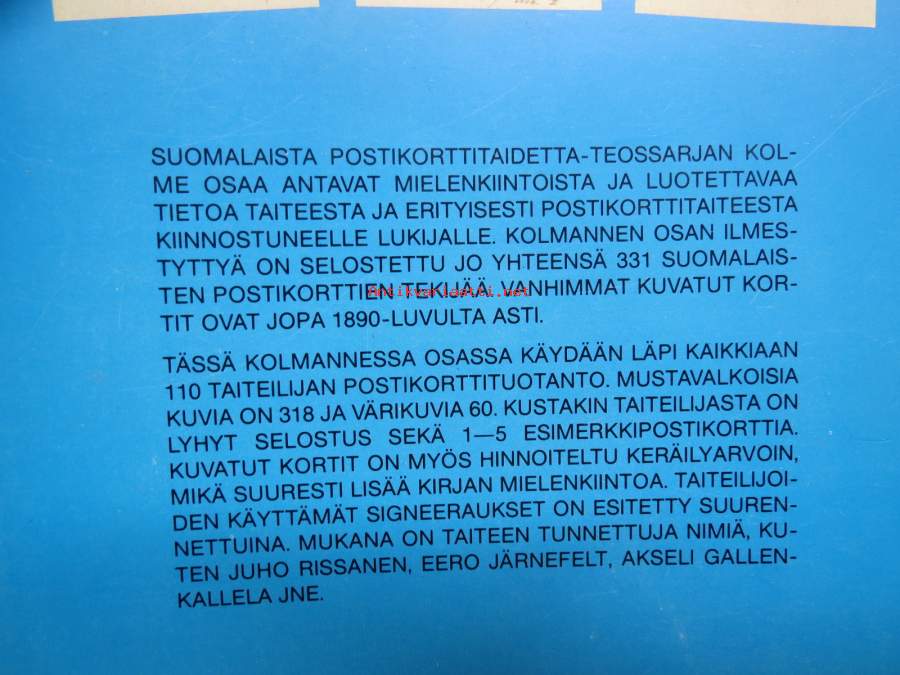 SUOMALAISTA POSTIKORTTITAIDETTA-TEOSSARJAN KOL-
ME OSAA ANTAVAT MIELENKIINTOISTA JA LUOTETTAVAA
TIETOA TAITEESTA JA ERITYISESTI POSTIKORTTITAITEESTA
KIINNOSTUNEELLE LUKIJALLE. KOLMANNEN OSAN ILMES-
TYTTYÄ ON SELOSTETTU JO YHTEENSÄ 331 SUOMALAIS-
TEN POSTIKORTTIEN TEKIJÄÄ. VANHIMMAT KUVATUT KOR-
Antikvariaatti.net
TIT OVAT JOPA 1890-LUVULTA ASTI.
TÄSSÄ KOLMANNESSA OSASSA KÄYDÄÄN LÄPI KAIKKIAAN
110 TAITEILIJAN POSTIKORTTITUOTANTO. MUSTAVALKOISIA
KUVIA ON 318 JA VÄRIKUVIA 60. KUSTAKIN TAITEILIJASTA ON
LYHYT SELOSTUS SEKÄ 1—5 ESIMERKKIPOSTIKORTTIA.
KUVATUT KORTIT ON MYÖS HINNOITELTU KERÄILYARVOIN,
MIKÄ SUURESTI LISÄÄ KIRJAN MIELENKIINTOA. TAITEILIJOI-
DEN KÄYTTÄMÄT SIGNEERAUKSET ON ESITETTY SUUREN-
NETTUINA. MUKANA ON TAITEEN TUNNETTUJA NIMIÄ, KU-
TEN JUHO RISSANEN, EERO JÄRNEFELT, AKSELI GALLEN-
KALLELA JNE.